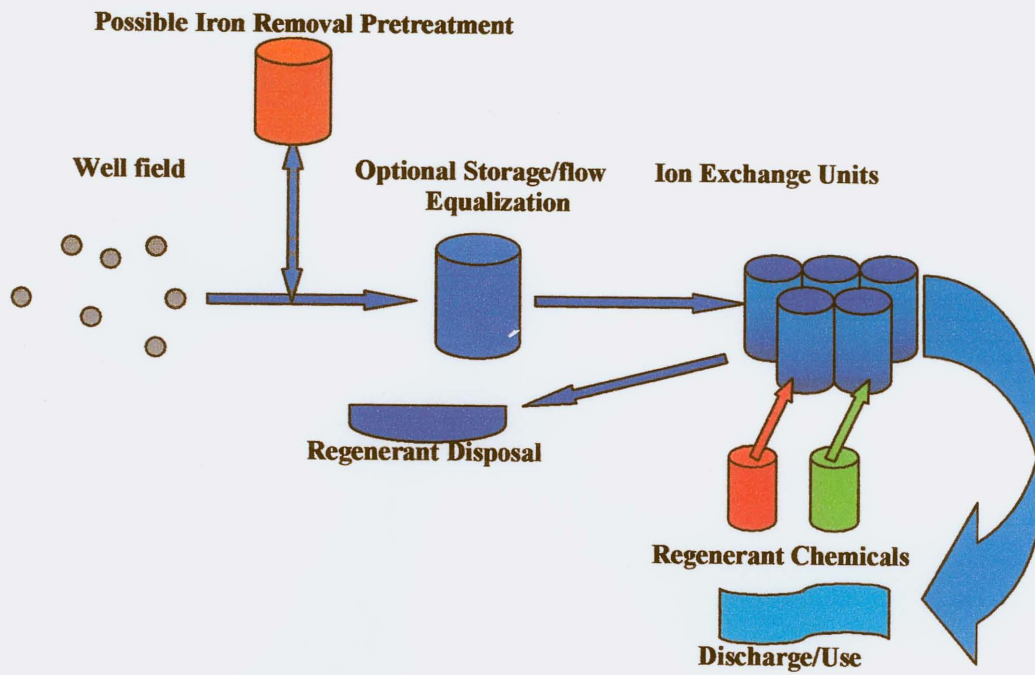 Possible Iron Removal Pretreatment
Well field
Optional Storage/flow
Equalization
Ion Exchange Units
Regenerant Disposal
Regenerant Chemicals
Discharge/Use